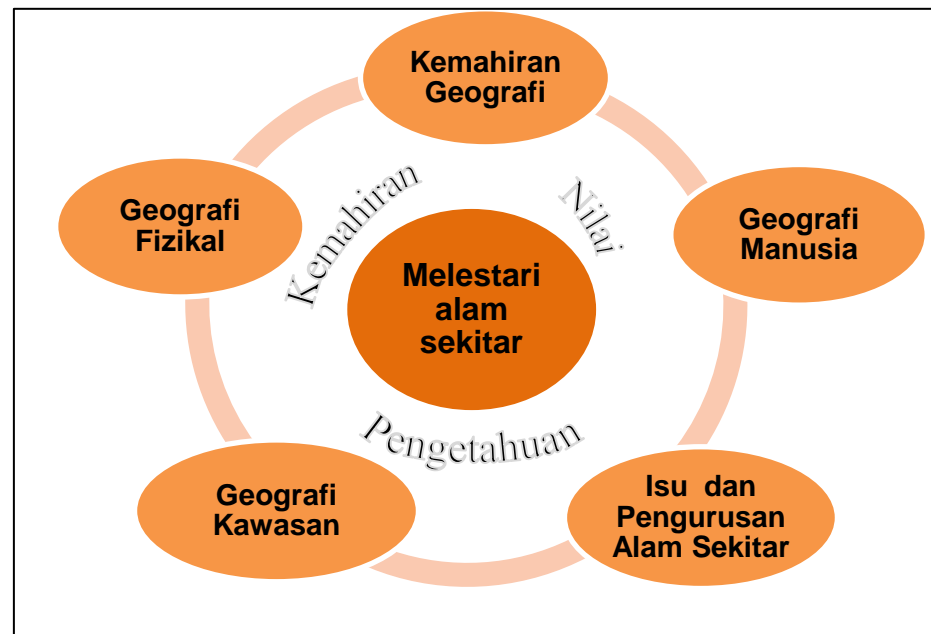 Kemahiran
Geografi
Geografi
Fizikal
Kemahiran
Nilai
Geografi
Manusia
Melestari
alam
sekitar
Pengetahuan
Geografi
Kawasan
Isu dan
Pengurusan
Alam Sekitar